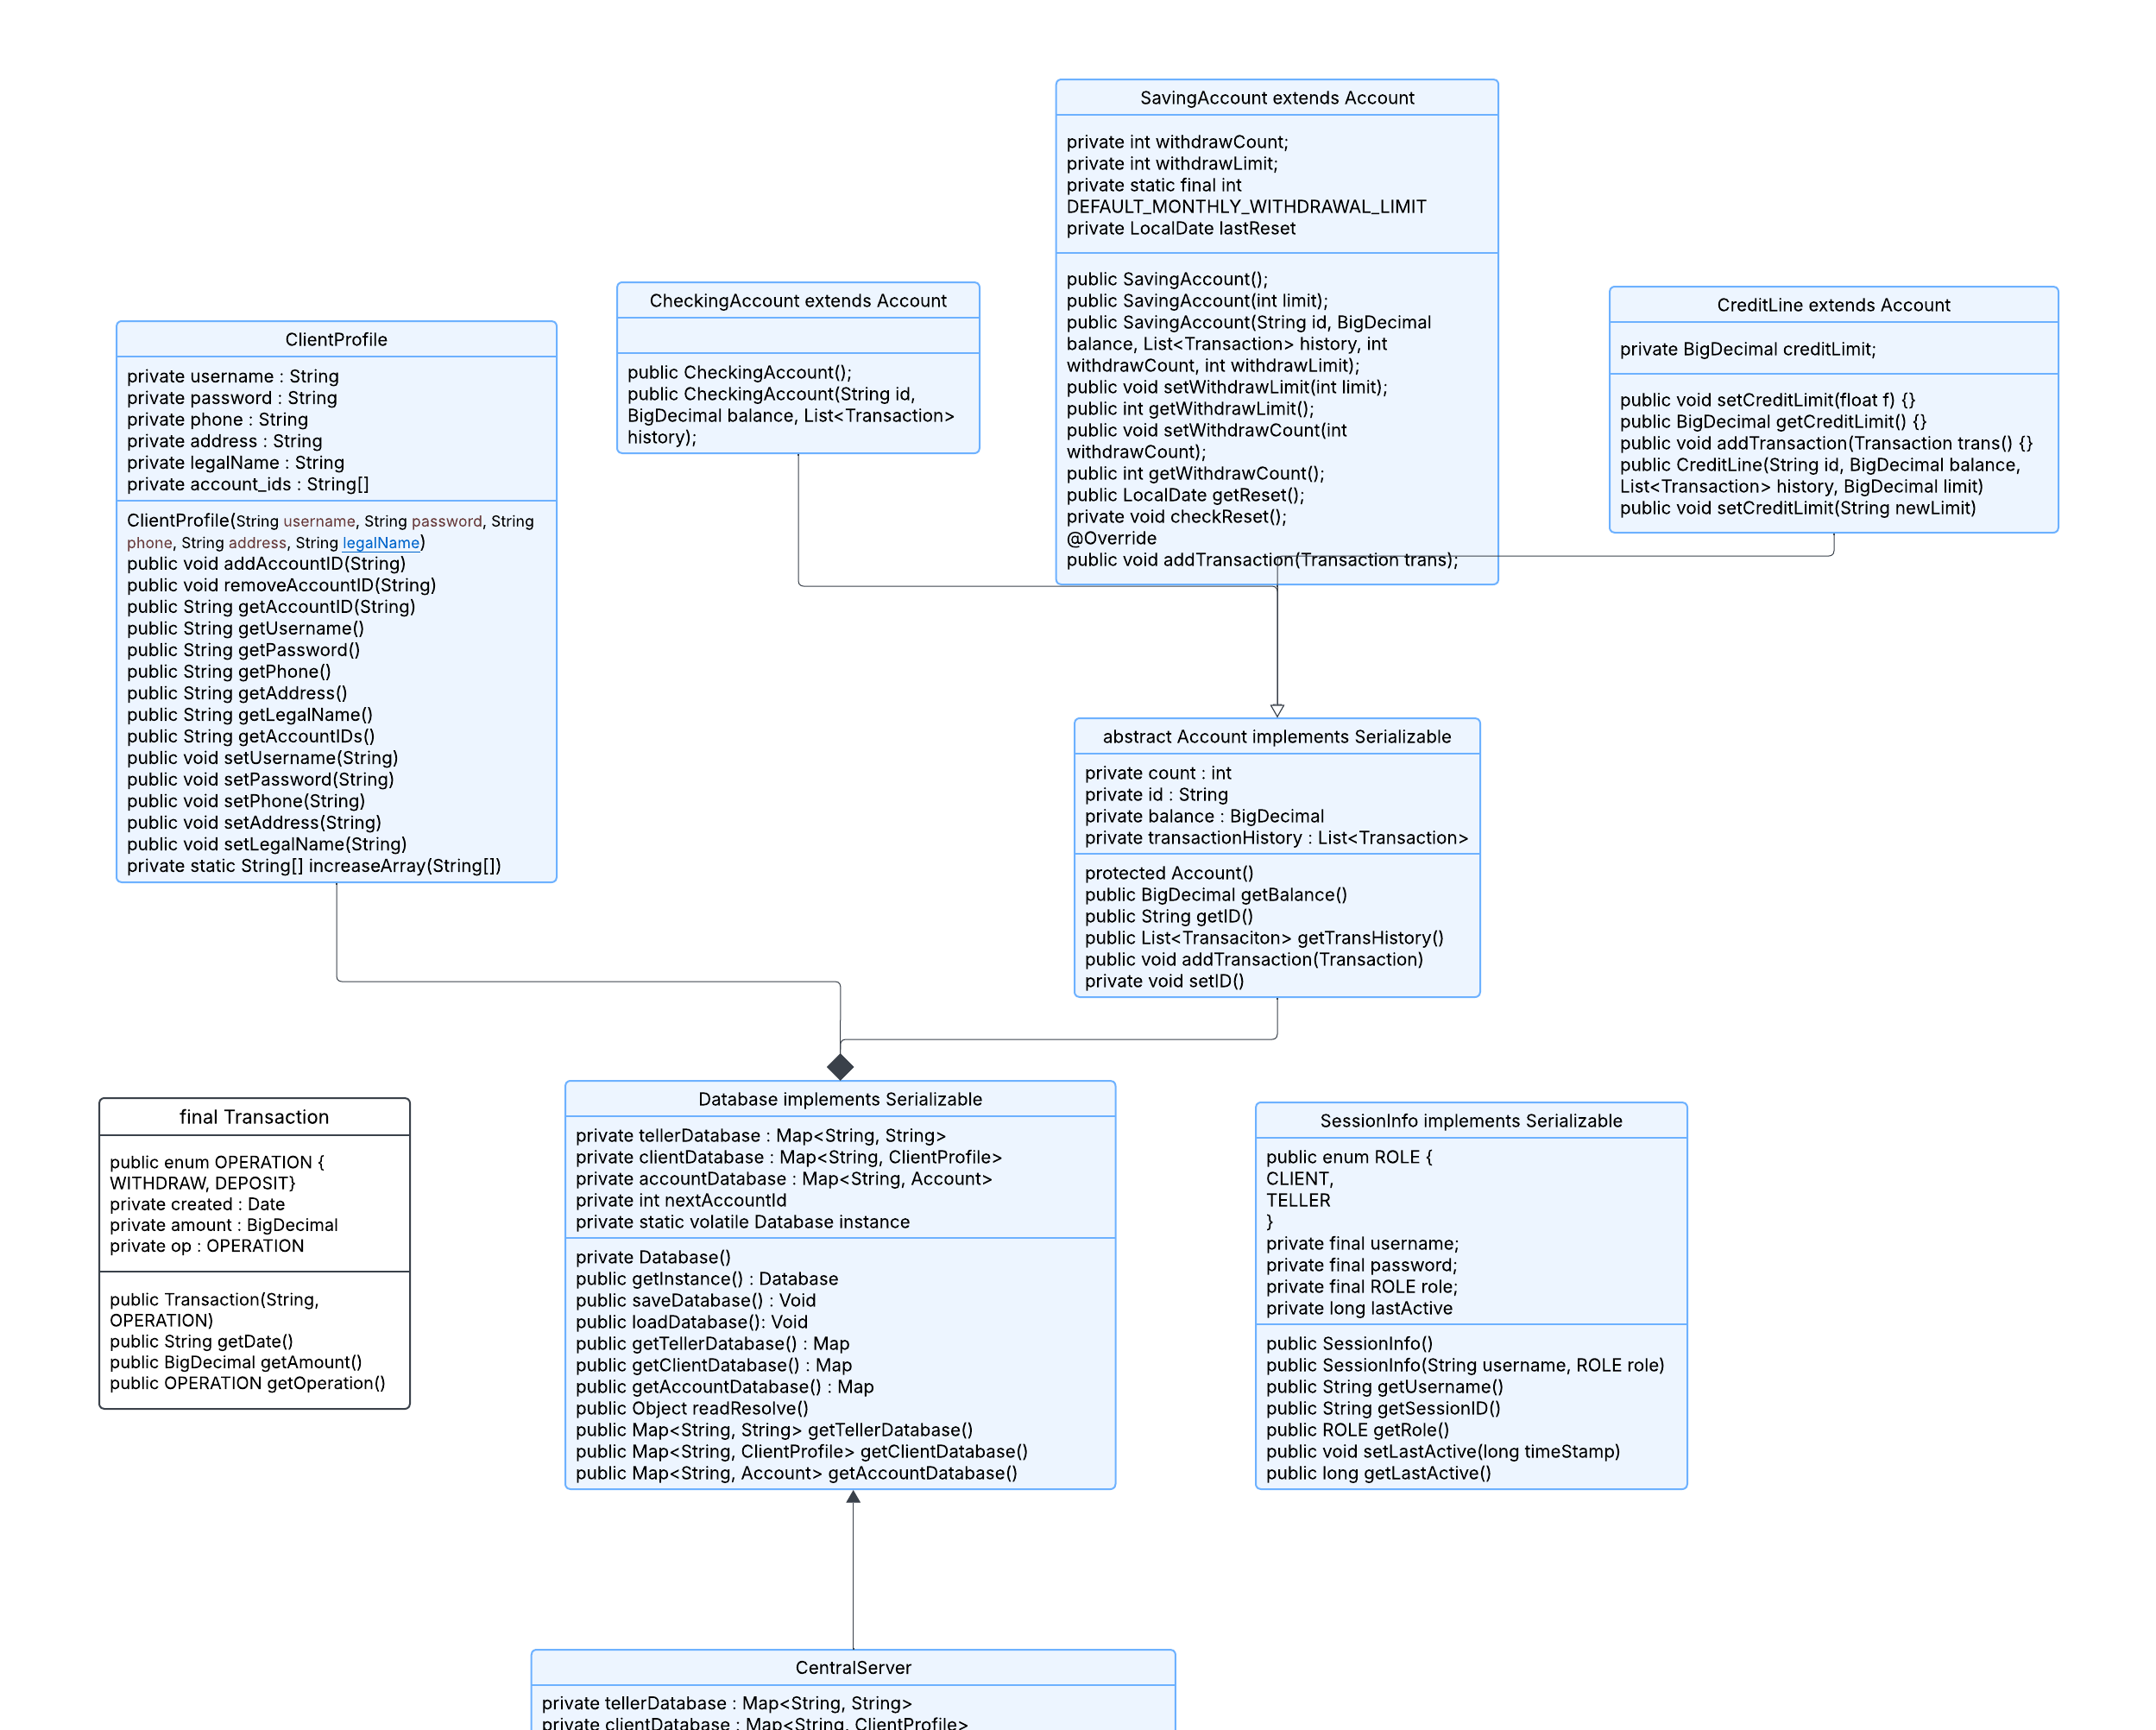 SavingAccount extends Account
private int withdrawCount;
private int withdrawLimit;
private static final int
DEFAULT_MONTHLY_WITHDRAWAL_LIMIT
private LocalDate lastReset
public SavingAccount();
public SavingAccount(int limit);
public SavingAccount(String id, BigDecimal
balance, List<Transaction> history, int
withdrawCount, int withdrawLimit);
public void setWithdrawLimit(int limit);
public int getWithdrawLimit();
public void setWithdrawCount(int
withdrawCount);
public int getWithdrawCount();
public LocalDate getReset();
private void checkReset();
@Override
public void addTransaction(Transaction trans);
CheckingAccount extends Account
public CheckingAccount();
public CheckingAccount(String id,
BigDecimal balance, List<Transaction>
history);
CreditLine extends Account
private BigDecimal creditLimit;
public void setCreditLimit(float f) {}
public BigDecimal getCreditLimit() {}
public void addTransaction(Transaction trans() {}
public CreditLine(String id, BigDecimal balance,
List<Transaction> history, BigDecimal limit)
public void setCreditLimit(String newLimit)
ClientProfile
private username : String
private password : String
private phone : String
private address : String
private legalName : String
private account_ids : String[]
ClientProfile(String username, String password, String
phone, String address, String legalName)
public void addAccountID(String)
public void removeAccountID(String)
public String getAccountID(String)
public String getUsername()
public String getPassword()
public String getPhone()
public String getAddress()
public String getLegalName()
public String getAccountIDs()
public void setUsername(String)
public void setPassword(String)
public void setPhone(String)
public void setAddress(String)
public void setLegalName(String)
private static String[] increaseArray(String[])
abstract Account implements Serializable
private count : int
private id : String
private balance : BigDecimal
private transactionHistory : List<Transaction>
protected Account()
public BigDecimal getBalance()
public String getID()
public List<Transaciton> getTransHistory()
public void addTransaction(Transaction)
private void setID()
final Transaction
public enum OPERATION {
WITHDRAW, DEPOSIT}
private created : Date
private amount : BigDecimal
private op : OPERATION
public Transaction(String,
OPERATION)
public String getDate()
public BigDecimal getAmount()
public OPERATION getOperation()
Database implements Serializable
private tellerDatabase : Map<String, String>
private clientDatabase : Map<String, ClientProfile>
private accountDatabase : Map<String, Account>
private int nextAccountId
private static volatile Database instance
private Database()
public getInstance() : Database
public saveDatabase() : Void
public loadDatabase(): Void
public getTellerDatabase() : Map
public getClientDatabase() : Map
public getAccountDatabase() : Map
public Object readResolve()
public Map<String, String> getTellerDatabase()
public Map<String, ClientProfile> getClientDatabase()
public Map<String, Account> getAccountDatabase()
SessionInfo implements Serializable
public enum ROLE {
CLIENT,
TELLER
}
private final username;
private final password;
private final ROLE role;
private long lastActive
public SessionInfo()
public SessionInfo(String username, ROLE role)
public String getUsername()
public String getSessionID()
public ROLE getRole()
public void setLastActive(long timeStamp)
public long getLastActive()
CentralServer
private tellerDatabase : Map<String, String>
private clientDatabase : Map<String, ClientProfile>